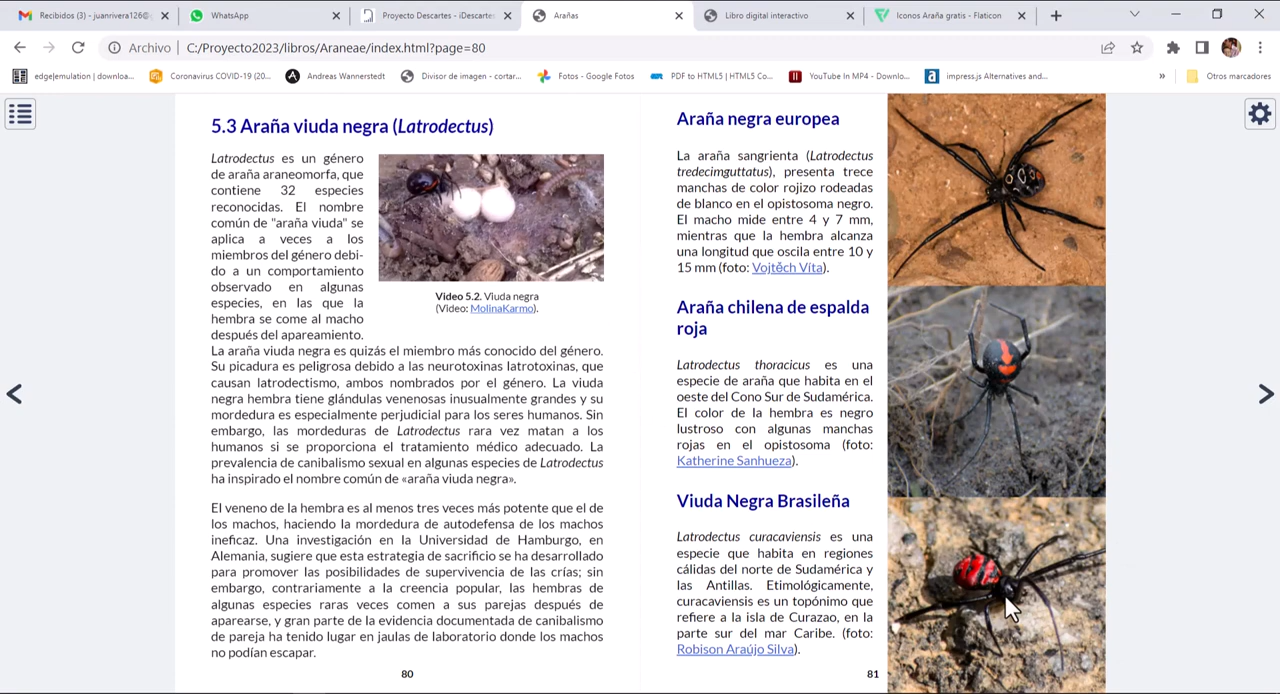 Recibidos (3) - juanrivera126@
WhatsApp
Proyecto Descartes - iDescartes
Arañas
Libro digital interactivo
Iconos Araña gratis - Flaticon
Archivo | C:/Proyecto2023/libros/Araneae/index.html?page=80
edge|emulation | downloa...
Coronavirus COVID-19 (20...
Andreas Wannerstedt
Divisor de imagen - cortar...
Fotos - Google Fotos
PDF to HTML5 | HTML5 Co...
YouTube In MP4 - Downlo...
impress.js Alternatives and...
»
Otros marcadores
5.3 Araña viuda negra (Latrodectus)
Latrodectus es un género
de araña araneomorfa, que
contiene 32 especies
reconocidas. El nombre
común de "araña viuda" se
aplica a veces a los
miembros del género debi-
do a un comportamiento
observado en algunas
especies, en las que la
hembra se come al macho
después del apareamiento.
Video 5.2. Viuda negra
(Video: MolinaKarmo).
La araña viuda negra es quizás el miembro más conocido del género.
Su picadura es peligrosa debido a las neurotoxinas latrotoxinas, que
causan latrodectismo, ambos nombrados por el género. La viuda
negra hembra tiene glándulas venenosas inusualmente grandes y su
mordedura es especialmente perjudicial para los seres humanos. Sin
embargo, las mordeduras de Latrodectus rara vez matan a los
humanos si se proporciona el tratamiento médico adecuado. La
prevalencia de canibalismo sexual en algunas especies de Latrodectus
ha inspirado el nombre común de «araña viuda negra».
El veneno de la hembra es al menos tres veces más potente que el de
los machos, haciendo la mordedura de autodefensa de los machos
ineficaz. Una investigación en la Universidad de Hamburgo, en
Alemania, sugiere que esta estrategia de sacrificio se ha desarrollado
para promover las posibilidades de supervivencia de las crías; sin
embargo, contrariamente a la creencia popular, las hembras de
algunas especies raras veces comen a sus parejas después de
aparearse, y gran parte de la evidencia documentada de canibalismo
de pareja ha tenido lugar en jaulas de laboratorio donde los machos
no podían escapar.
80
Araña negra europea
La araña sangrienta (Latrodectus
tredecimguttatus), presenta trece
manchas de color rojizo rodeadas
de blanco en el opistosoma negro.
El macho mide entre 4 y 7 mm,
mientras que la hembra alcanza
una longitud que oscila entre 10 y
15 mm (foto: Vojtěch Víta).
Araña chilena de espalda
roja
Latrodectus thoracicus es una
especie de araña que habita en el
oeste del Cono Sur de Sudamérica.
El color de la hembra es negro
lustroso con algunas manchas
rojas en el opistosoma (foto:
Katherine Sanhueza).
Viuda Negra Brasileña
Latrodectus curacaviensis es una
especie que habita en regiones
cálidas del norte de Sudamérica y
las Antillas. Etimológicamente,
curacaviensis es un topónimo que
refiere a la isla de Curazao, en la
parte sur del mar Caribe. (foto:
Robison Araújo Silva).
81